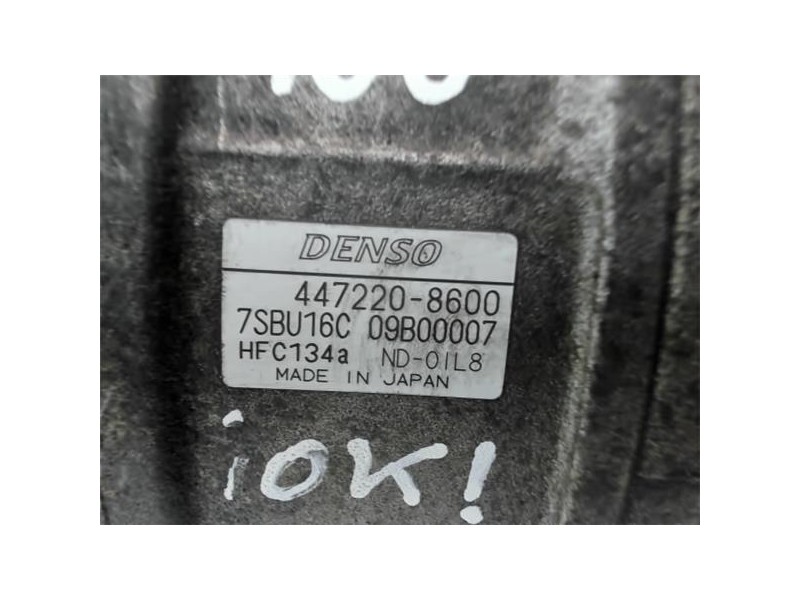 DENSO
447220-8600
7SBU16C 09B00007
HFC134a ND-OIL8
MADE IN JAPAN
¡OK!